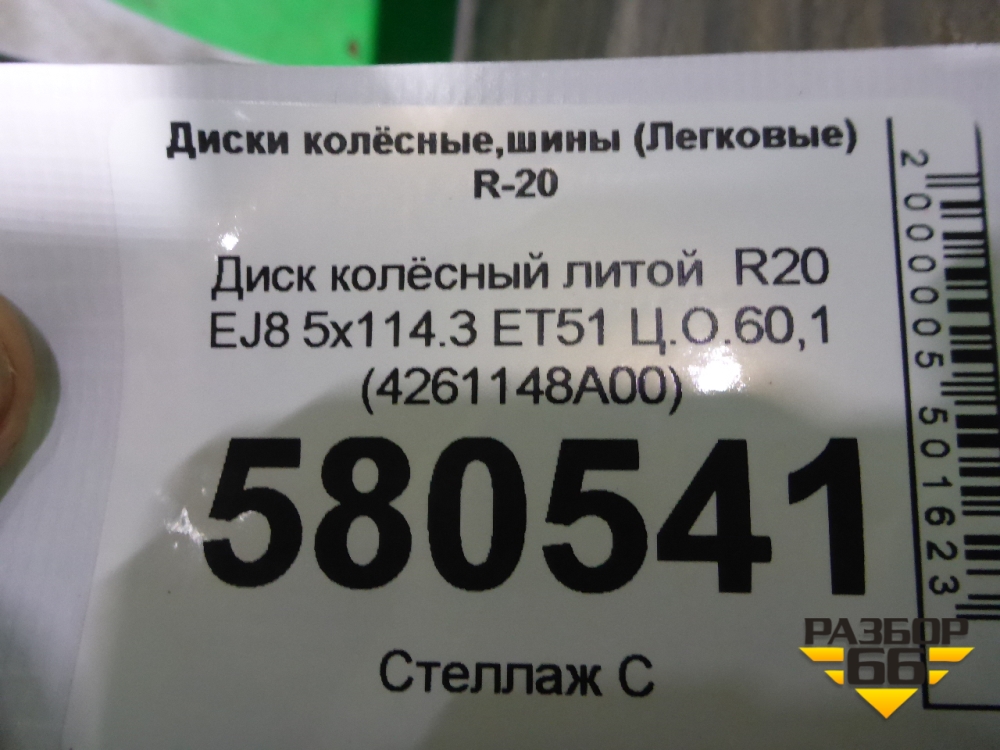 Диски колёсные,шины (Легковые)
R-20
Диск колёсный литой R20
EJ8 5x114.3 ET51 Ц.О.60,1
(4261148A00)
580541
Стеллаж С
2000005501623
РАЗБОР
66